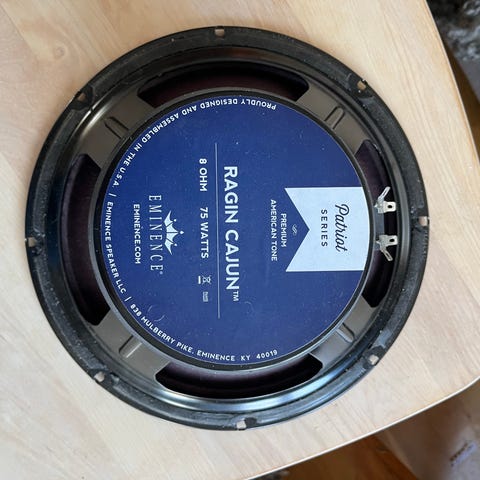 Patriot
SERIES
PREMIUM
AMERICAN TONE
RAGIN CAJUN™
8 OHM 75 WATTS
EMINENCE®
EMINENCE.COM
PROUDLY DESIGNED AND ASSEMBLED IN THE U.S.A. | EMINENCE SPEAKER LLC | 838 MULBERRY PIKE, EMINENCE KY 40019